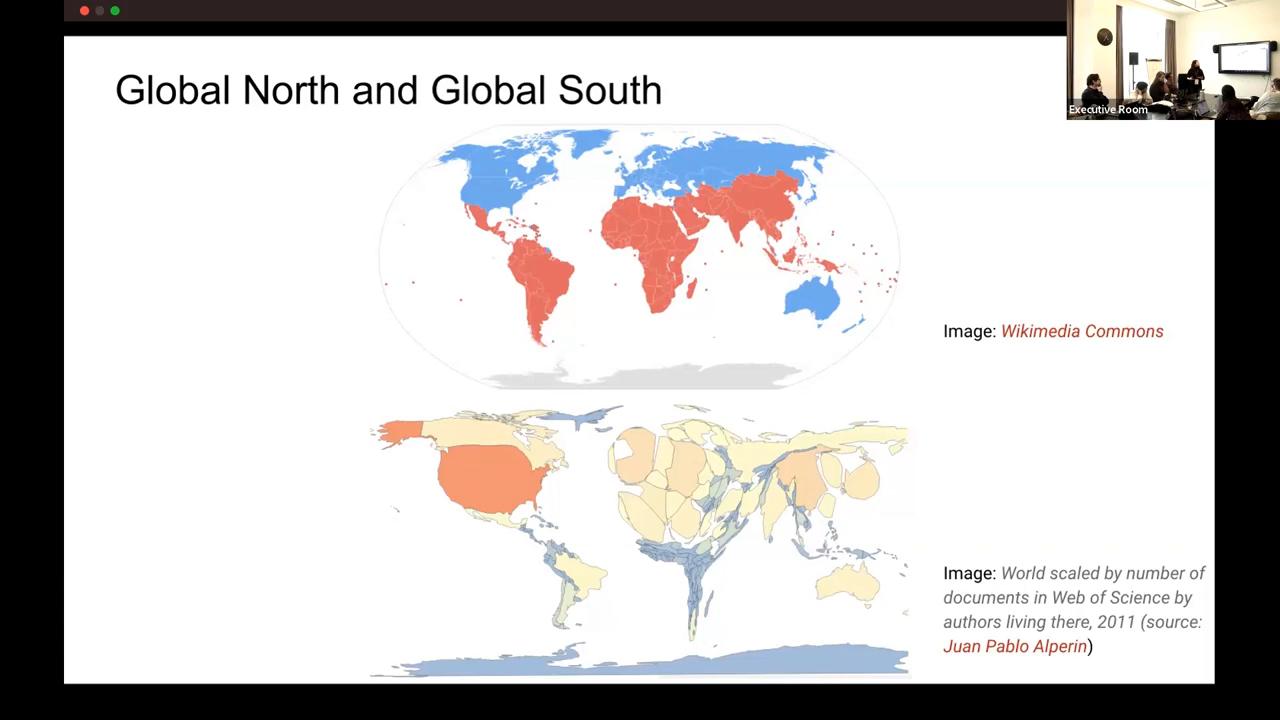 Global North and Global South
Executive Room
Image: Wikimedia Commons
Image: World scaled by number of
documents in Web of Science by
authors living there, 2011 (source:
Juan Pablo Alperin)